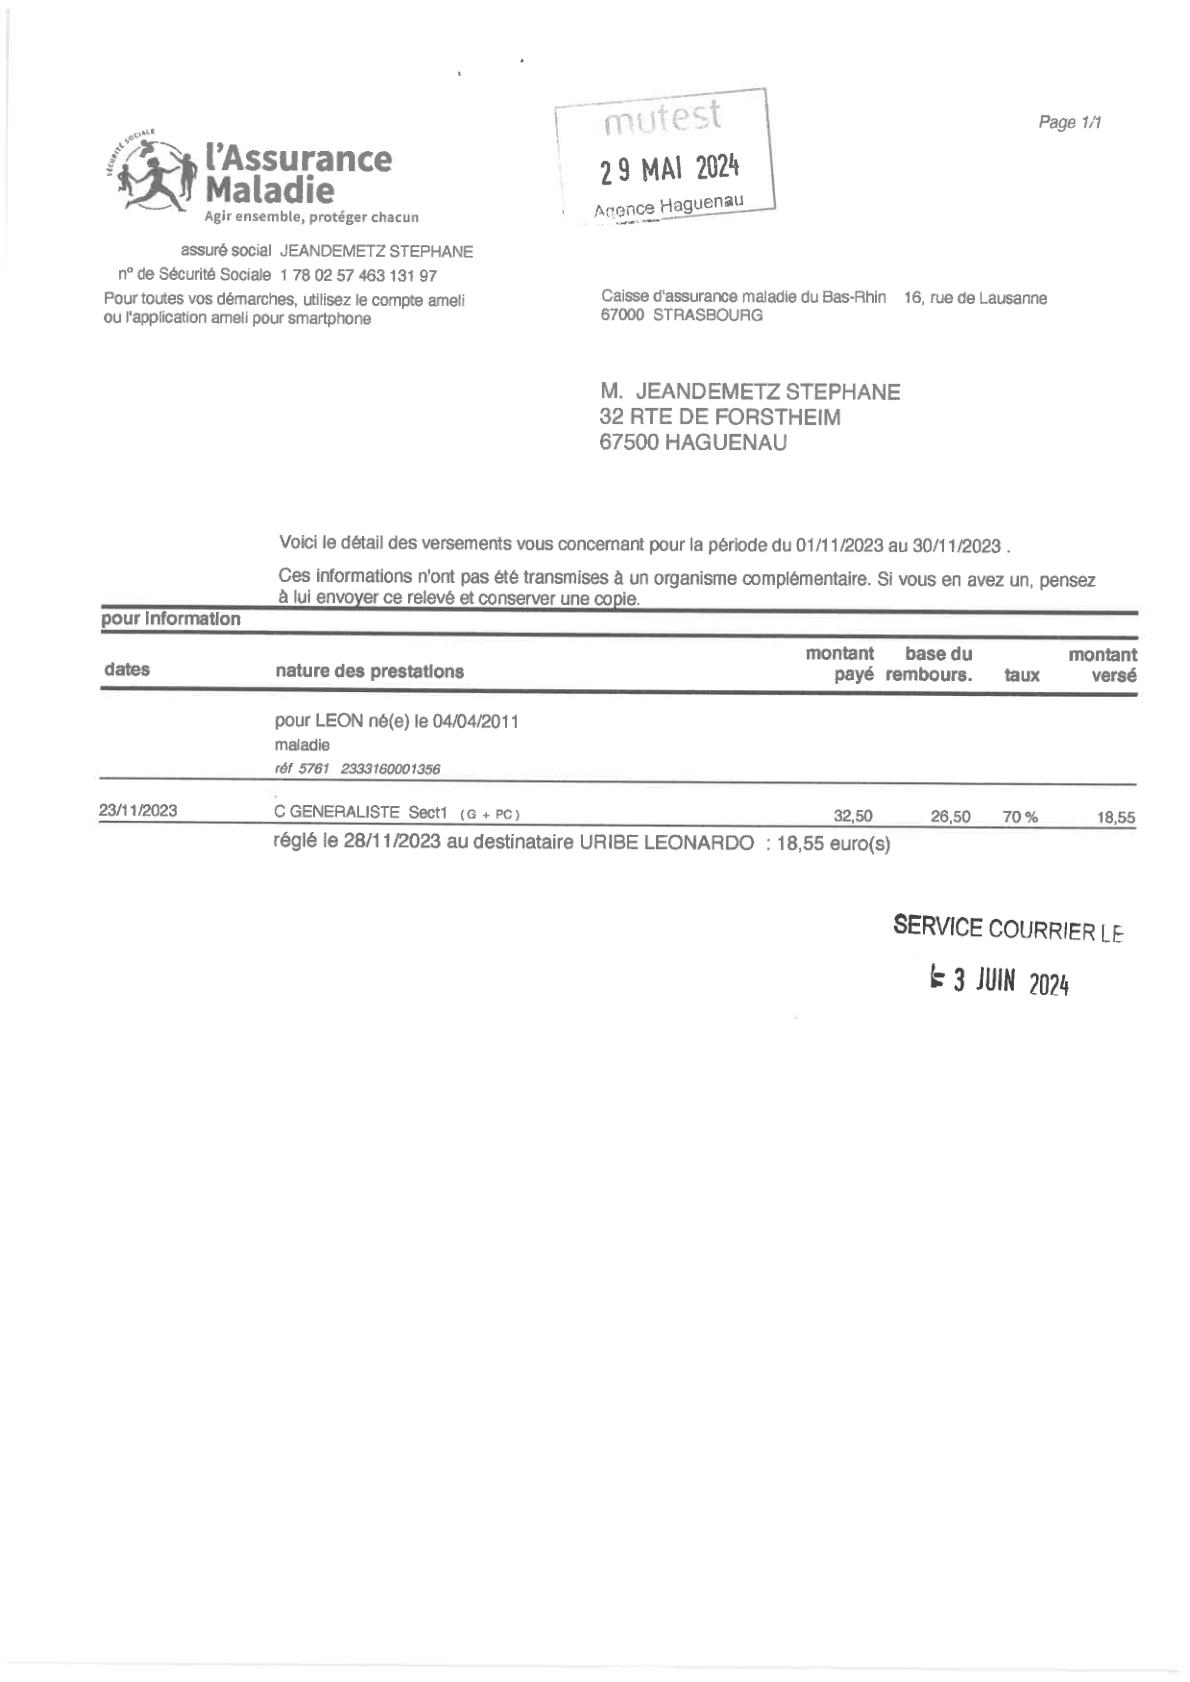 mutest
29 MAI 2024
Agence Haguenau
Page 1/1
SÉCURITÉ SOCIALE
l'Assurance
Maladie
Agir ensemble, protéger chacun
assuré social JEANDEMETZ STEPHANE
n° de Sécurité Sociale 1 78 02 57 463 131 97
Pour toutes vos démarches, utilisez le compte ameli
ou l'application ameli pour smartphone
Caisse d'assurance maladie du Bas-Rhin 16, rue de Lausanne
67000 STRASBOURG
M. JEANDEMETZ STEPHANE
32 RTE DE FORSTHEIM
67500 HAGUENAU
Voici le détail des versements vous concernant pour la période du 01/11/2023 au 30/11/2023 .
Ces informations n'ont pas été transmises à un organisme complémentaire. Si vous en avez un, pensez
à lui envoyer ce relevé et conserver une copie.
pour information
dates nature des prestations montant payé base du rembours. taux montant versé
pour LEON né(e) le 04/04/2011
maladie
réf 5761 2333160001356
23/11/2023 C GENERALISTE Sect1 (G + PC) 32,50 26,50 70 % 18,55
réglé le 28/11/2023 au destinataire URIBE LEONARDO : 18,55 euro(s)
SERVICE COURRIER LE
3 JUIN 2024